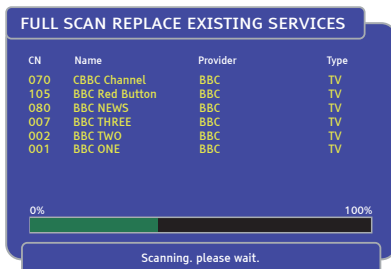 FULL SCAN REPLACE EXISTING SERVICES
CN Name Provider Type
070 CBBC Channel BBC TV
105 BBC Red Button BBC TV
080 BBC NEWS BBC TV
007 BBC THREE BBC TV
002 BBC TWO BBC TV
001 BBC ONE BBC TV
0% 100%
Scanning. please wait.